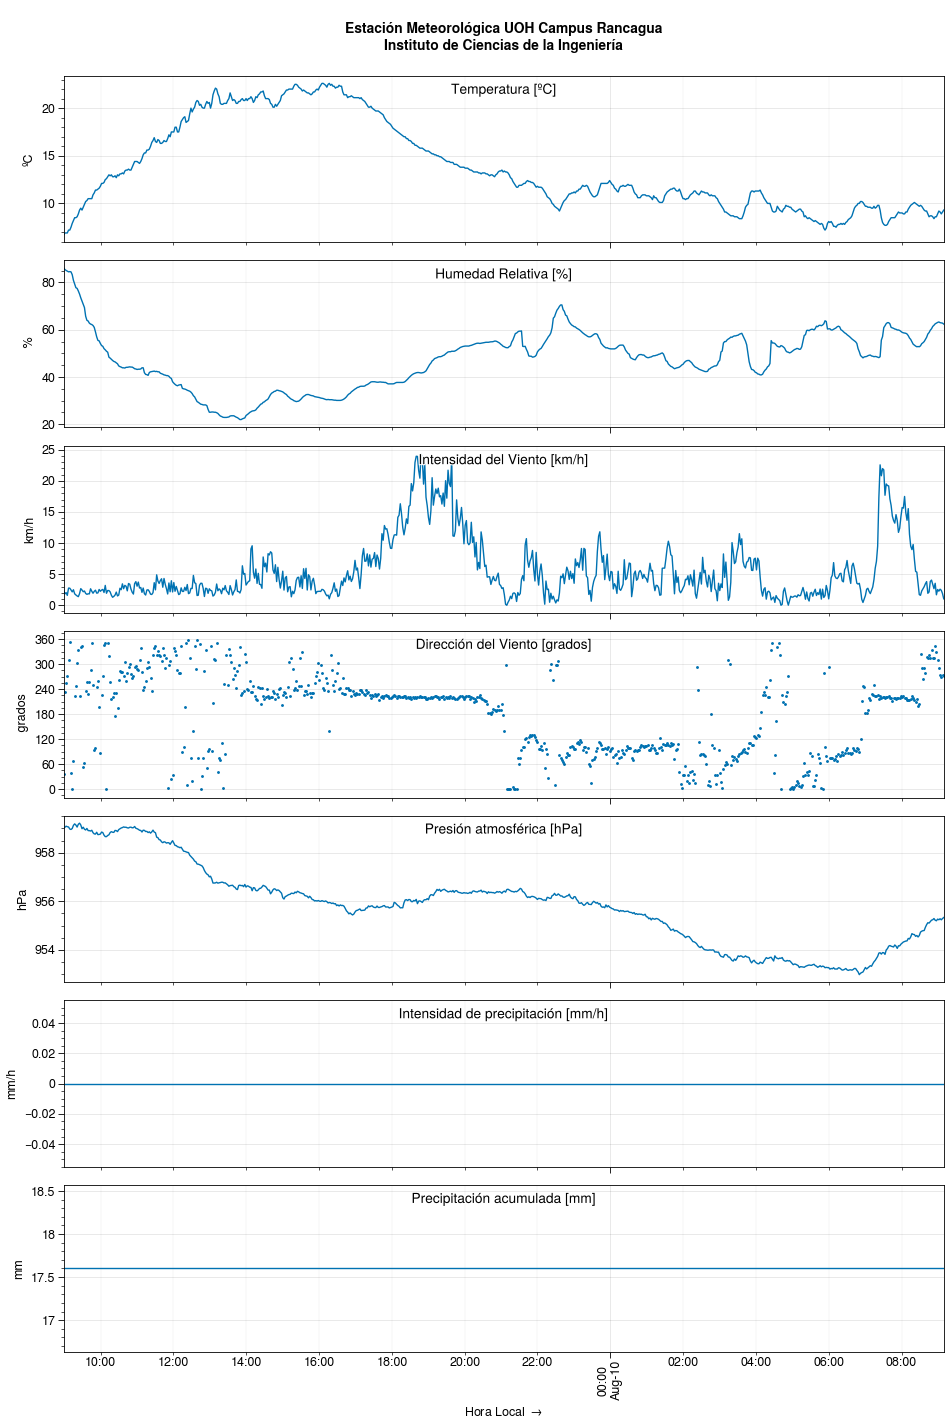 Estación Meteorológica UOH Campus Rancagua
Instituto de Ciencias de la Ingeniería
Temperatura [ºC]
ºC
20
15
10
Humedad Relativa [%]
%
80
60
40
20
Intensidad del Viento [km/h]
km/h
25
20
15
10
5
0
Dirección del Viento [grados]
grados
360
300
240
180
120
60
0
Presión atmosférica [hPa]
hPa
958
956
954
Intensidad de precipitación [mm/h]
mm/h
0.04
0.02
0
−0.02
−0.04
Precipitación acumulada [mm]
mm
18.5
18
17.5
17
10:00 12:00 14:00 16:00 18:00 20:00 22:00 00:00 02:00 04:00 06:00 08:00
Aug-10
Hora Local →